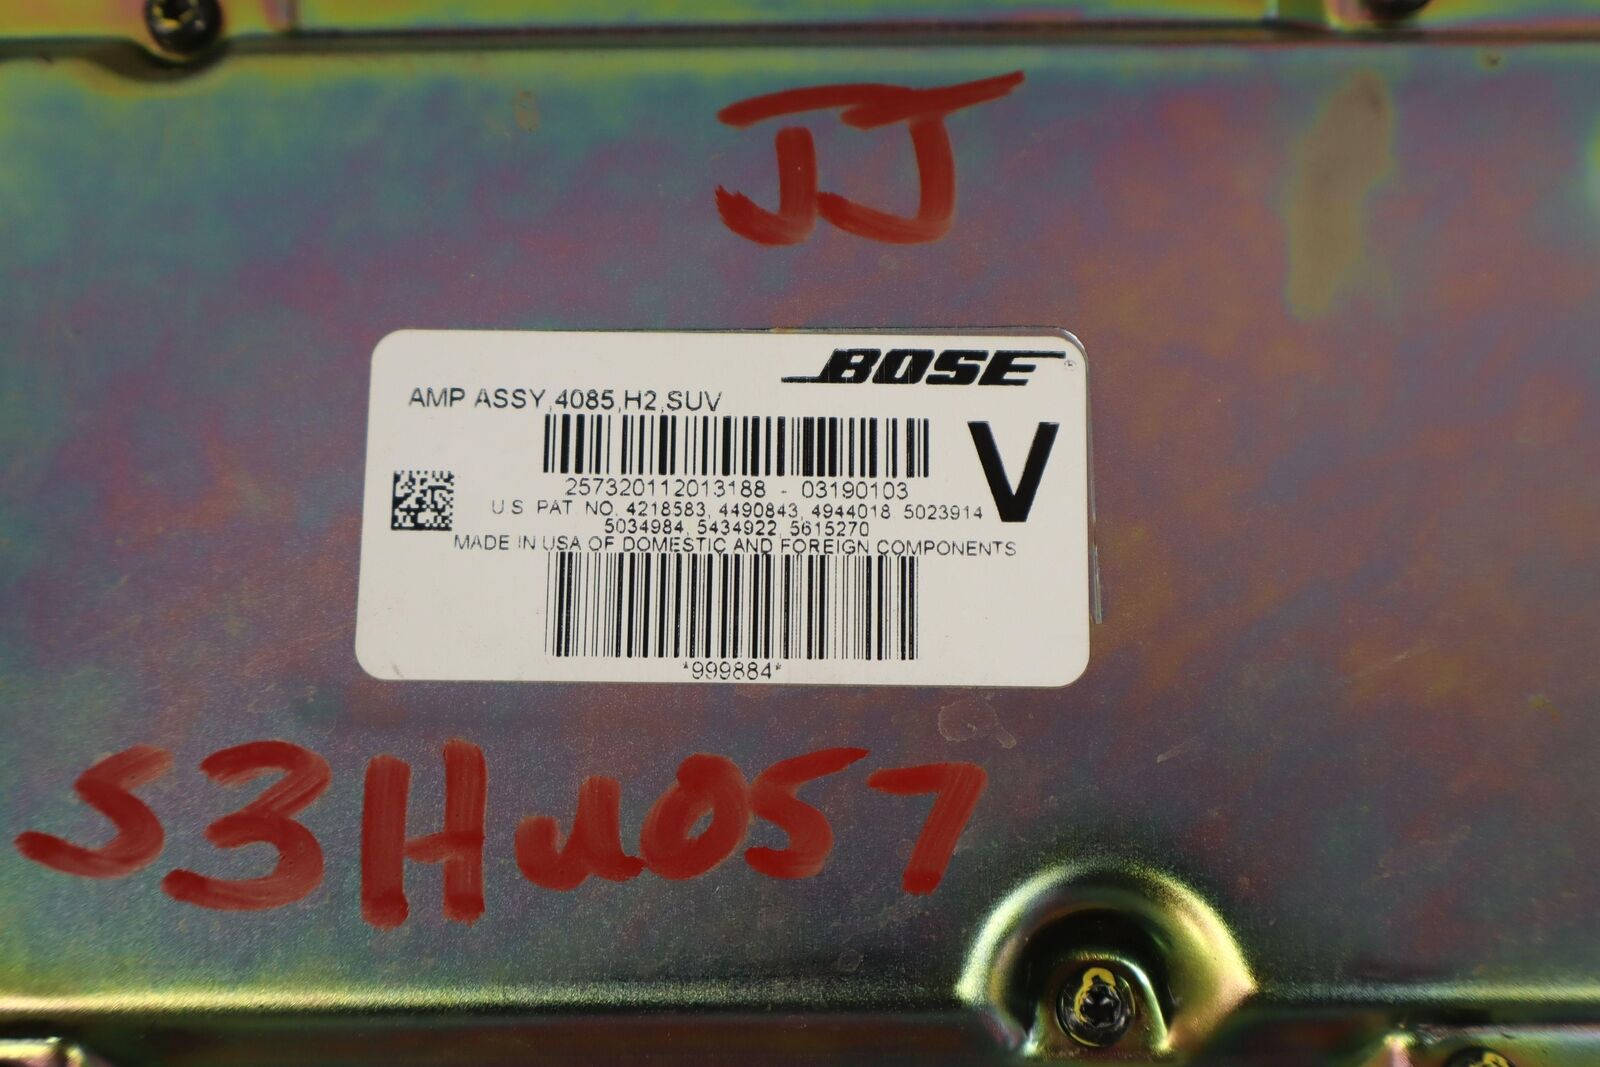 JJ
BOSE®
AMP ASSY,4085,H2,SUV
V
257320112013188 - 03190103
U.S. PAT. NO. 4218583, 4490843, 4944018 5023914
5034984, 5434922, 5615270
MADE IN USA OF DOMESTIC AND FOREIGN COMPONENTS
*999884*
S3Hu057